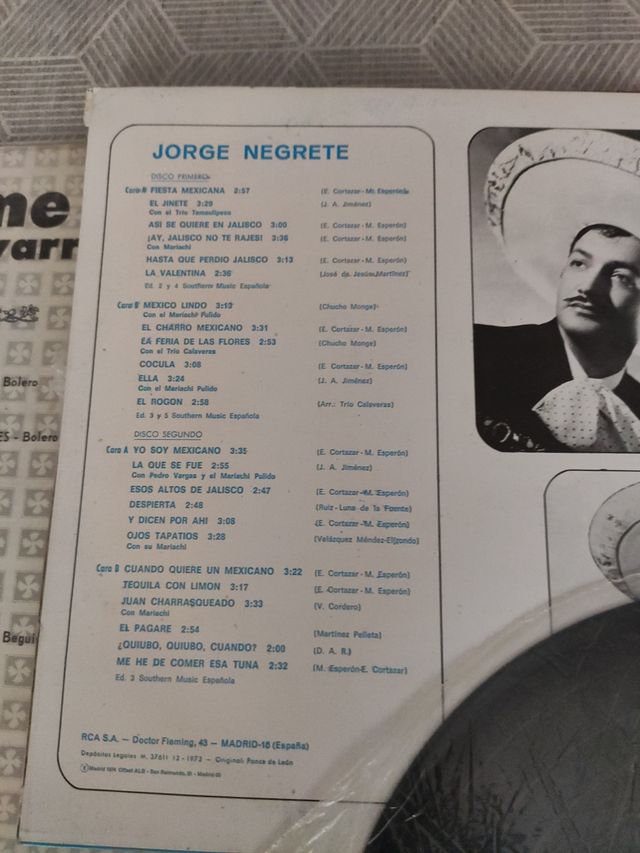 JORGE NEGRETE
DISCO PRIMERO
Cara A FIESTA MEXICANA 2:57 (E. Cortazar-M. Esperón)
EL JINETE 3:29 (J. A. Jiménez)
Con el Trío Tamaulipeco
ASI SE QUIERE EN JALISCO 3:00 (E. Cortazar - M. Esperón)
¡AY, JALISCO NO TE RAJES! 3:36 (E. Cortazar - M. Esperón)
Con Mariachi
HASTA QUE PERDIO JALISCO 3:13 (E. Cortazar - M. Esperón)
LA VALENTINA 2:36 (José de Jesús Martínez)
Ed. 2 y 4 Southern Music Española
Cara B MEXICO LINDO 3:13 (Chucho Monge)
Con el Mariachi Pulido
EL CHARRO MEXICANO 3:31 (E. Cortazar - M. Esperón)
LA FERIA DE LAS FLORES 2:53 (Chucho Monge)
Con el Trío Calaveras
COCULA 3:08 (E. Cortazar - M. Esperón)
ELLA 3:24 (J. A. Jiménez)
Con el Mariachi Pulido
EL ROGON 2:58 (Arr.: Trío Calaveras)
Ed. 3 y 5 Southern Music Española
DISCO SEGUNDO
Cara A YO SOY MEXICANO 3:35 (E. Cortazar - M. Esperón)
LA QUE SE FUE 2:55 (J. A. Jiménez)
Con Pedro Vargas y el Mariachi Pulido
ESOS ALTOS DE JALISCO 2:47 (E. Cortazar-M. Esperón)
DESPIERTA 2:48 (Ruiz-Luna de la Fuente)
Y DICEN POR AHI 3:08 (E. Cortazar-M. Esperón)
OJOS TAPATIOS 3:28 (Velázquez Méndez-Elizondo)
Con su Mariachi
Cara B CUANDO QUIERE UN MEXICANO 3:22 (E. Cortazar - M. Esperón)
TEQUILA CON LIMON 3:17 (E. Cortazar - M. Esperón)
JUAN CHARRASQUEADO 3:33 (V. Cordero)
Con Mariachi
EL PAGARE 2:54 (Martínez Peileta)
¿QUIUBO, QUIUBO, CUANDO? 2:00 (D. A. R.)
ME HE DE COMER ESA TUNA 2:32 (M. Esperón-E. Cortazar)
Ed. 3 Southern Music Española
RCA S.A. — Doctor Fleming, 43 — MADRID-16 (España)
Depósitos Legales M. 37611 12 - 1973 — Original: Ponce de León
Madrid 1974 Offset ALG - San Raimundo,
me
varr
Bolero
ES - Bolero
Begui